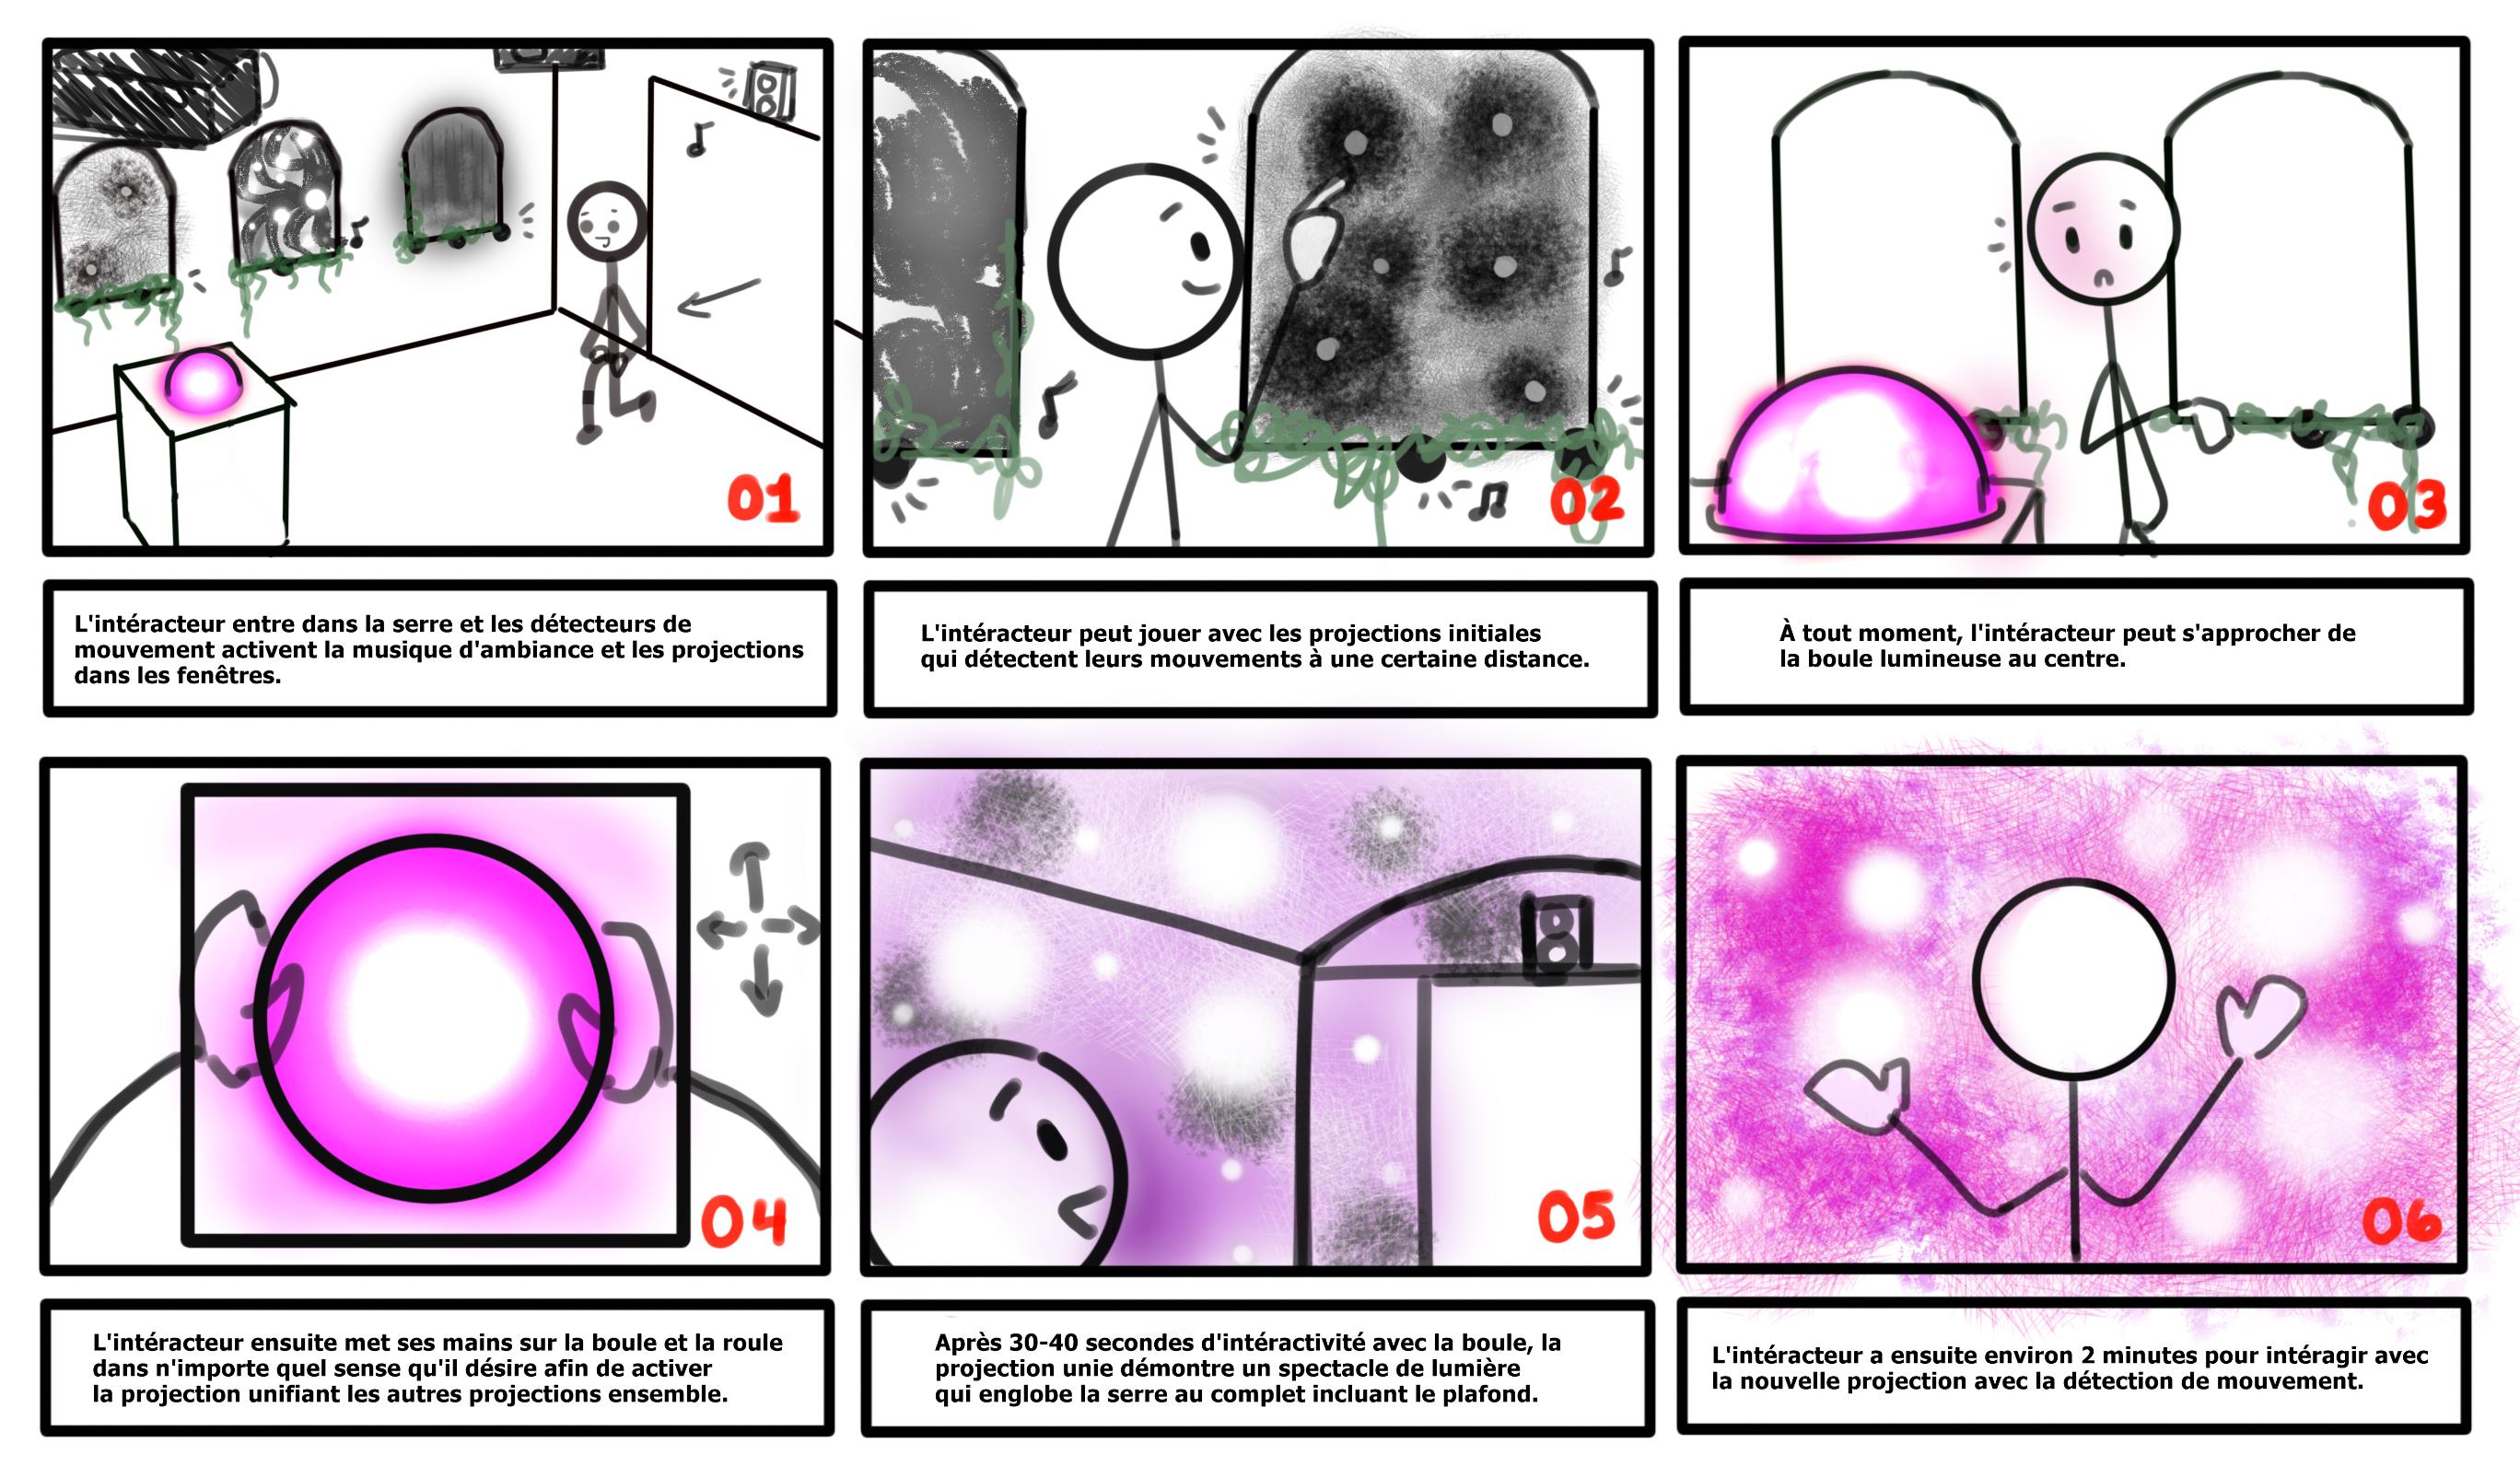 01
02
03
L'intéracteur entre dans la serre et les détecteurs de
mouvement activent la musique d'ambiance et les projections
dans les fenêtres.
L'intéracteur peut jouer avec les projections initiales
qui détectent leurs mouvements à une certaine distance.
À tout moment, l'intéracteur peut s'approcher de
la boule lumineuse au centre.
04
05
06
L'intéracteur ensuite met ses mains sur la boule et la roule
dans n'importe quel sense qu'il désire afin de activer
la projection unifiant les autres projections ensemble.
Après 30-40 secondes d'intéractivité avec la boule, la
projection unie démontre un spectacle de lumière
qui englobe la serre au complet incluant le plafond.
L'intéracteur a ensuite environ 2 minutes pour intéragir avec
la nouvelle projection avec la détection de mouvement.